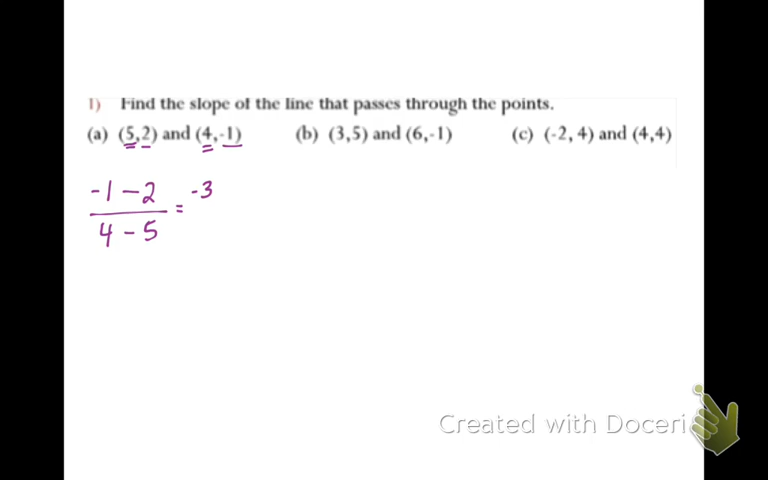 1) Find the slope of the line that passes through the points.
(a) (5,2) and (4,-1) (b) (3,5) and (6,-1) (c) (-2, 4) and (4,4)
-1 - 2 = -3
4 - 5
Created with Doceri